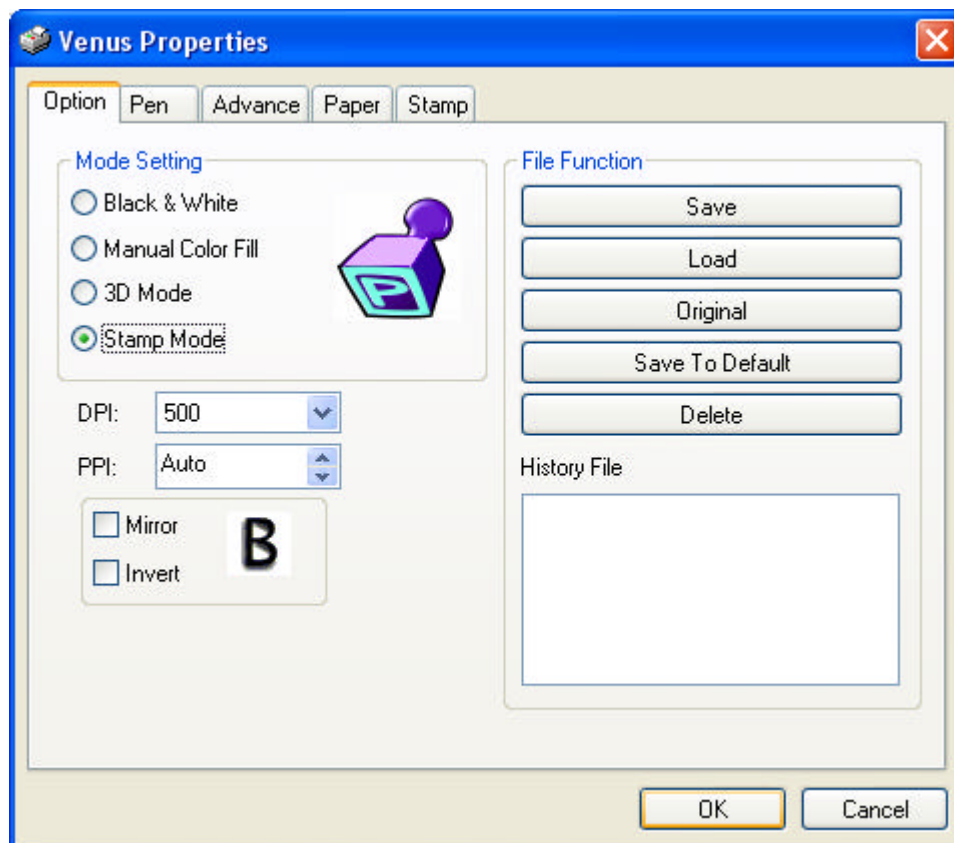 Venus Properties
Option Pen Advance Paper Stamp
Mode Setting
Black & White
Manual Color Fill
3D Mode
Stamp Mode
P
DPI: 500
PPI: Auto
Mirror
Invert
B
File Function
Save
Load
Original
Save To Default
Delete
History File
OK Cancel